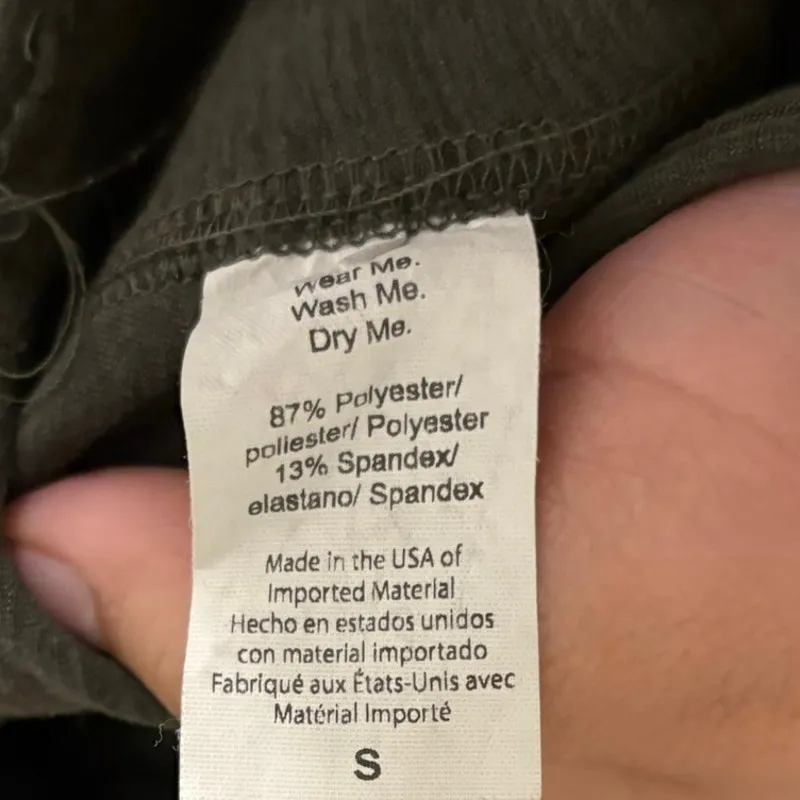 Wear Me.
Wash Me.
Dry Me.
87% Polyester/
poliester/ Polyester
13% Spandex/
elastano/ Spandex
Made in the USA of
Imported Material
Hecho en estados unidos
con material importado
Fabriqué aux États-Unis avec
Matérial Importé
S